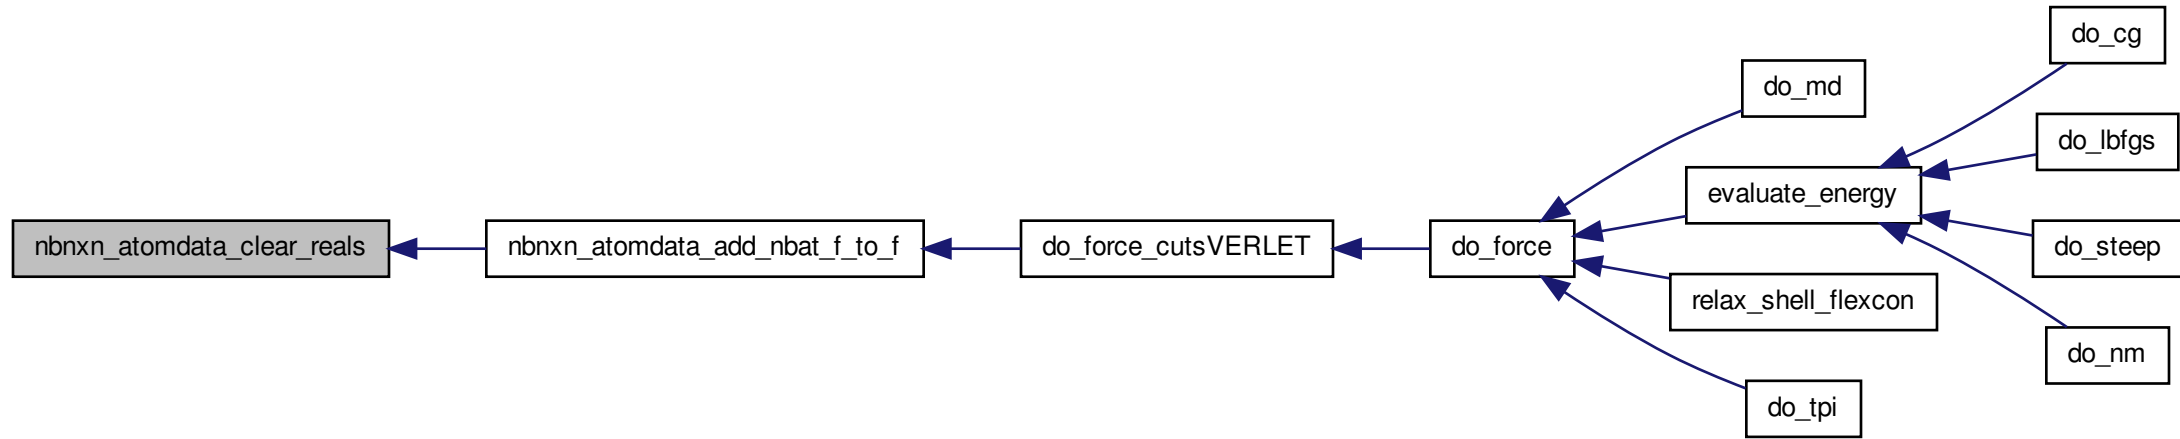 nbnxn_atomdata_clear_reals
nbnxn_atomdata_add_nbat_f_to_f
do_force_cutsVERLET
do_force
do_md
evaluate_energy
relax_shell_flexcon
do_tpi
do_cg
do_lbfgs
do_steep
do_nm